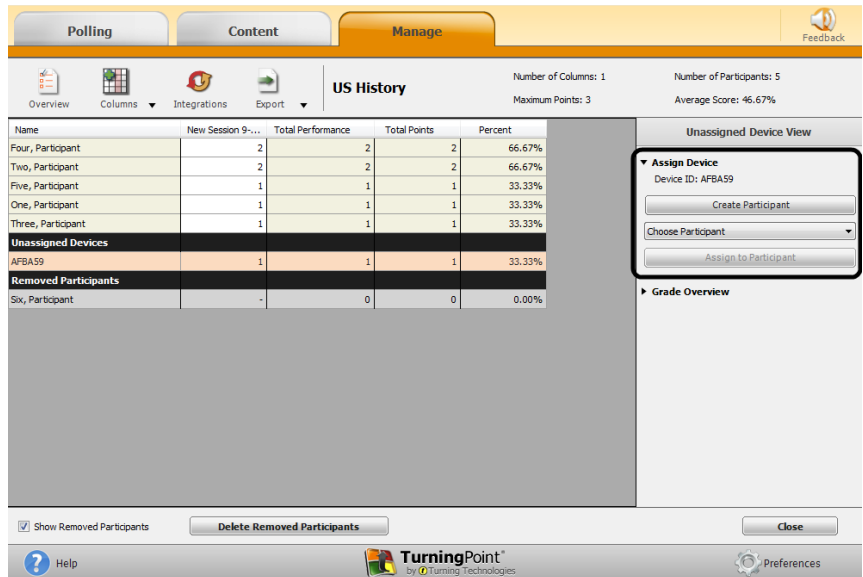 Polling Content Manage Feedback
Overview Columns Integrations Export US History Number of Columns: 1 Number of Participants: 5
Maximum Points: 3 Average Score: 46.67%
Name New Session 9-... Total Performance Total Points Percent
Four, Participant 2 2 2 66.67%
Two, Participant 2 2 2 66.67%
Five, Participant 1 1 1 33.33%
One, Participant 1 1 1 33.33%
Three, Participant 1 1 1 33.33%
Unassigned Devices
AFBA59 1 1 1 33.33%
Removed Participants
Six, Participant - 0 0 0.00%
Unassigned Device View
Assign Device
Device ID: AFBA59
Create Participant
Choose Participant
Assign to Participant
Grade Overview
Show Removed Participants Delete Removed Participants Close
Help TurningPoint® Preferences
by Turning Technologies